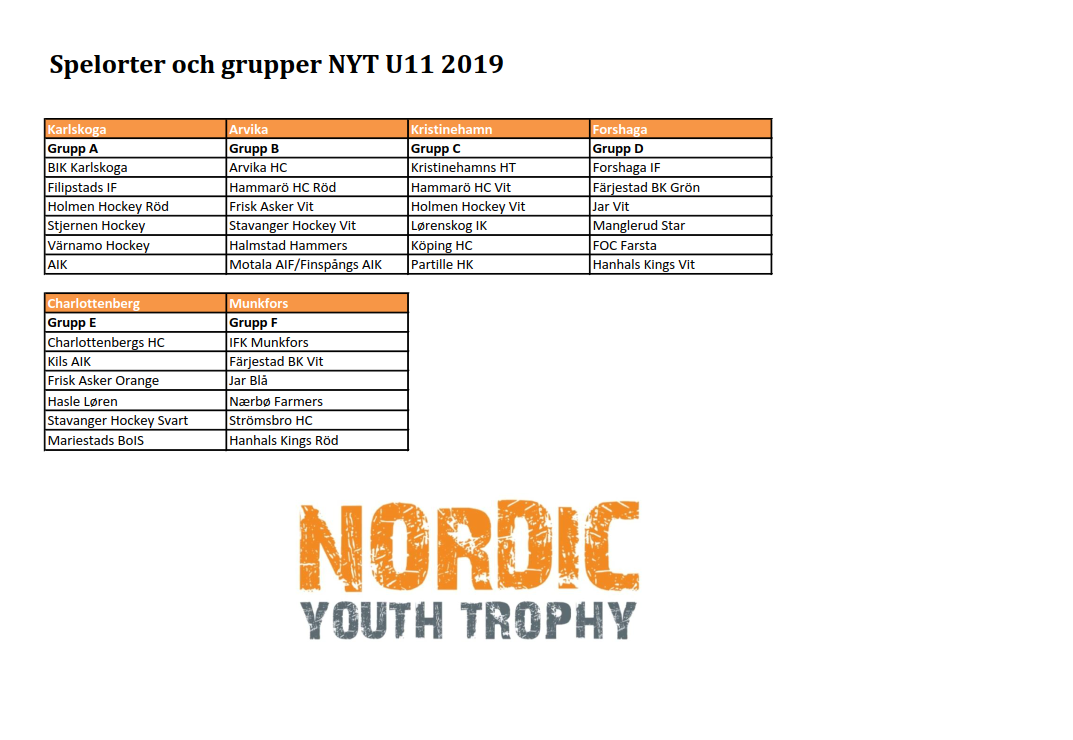 Spelorter och grupper NYT U11 2019
Karlskoga Arvika Kristinehamn Forshaga
Grupp A Grupp B Grupp C Grupp D
BIK Karlskoga Arvika HC Kristinehamns HT Forshaga IF
Filipstads IF Hammarö HC Röd Hammarö HC Vit Färjestad BK Grön
Holmen Hockey Röd Frisk Asker Vit Holmen Hockey Vit Jar Vit
Stjernen Hockey Stavanger Hockey Vit Lørenskog IK Manglerud Star
Värnamo Hockey Halmstad Hammers Köping HC FOC Farsta
AIK Motala AIF/Finspångs AIK Partille HK Hanhals Kings Vit
Charlottenberg Munkfors
Grupp E Grupp F
Charlottenbergs HC IFK Munkfors
Kils AIK Färjestad BK Vit
Frisk Asker Orange Jar Blå
Hasle Løren Nærbø Farmers
Stavanger Hockey Svart Strömsbro HC
Mariestads BoIS Hanhals Kings Röd
NORDIC
YOUTH TROPHY